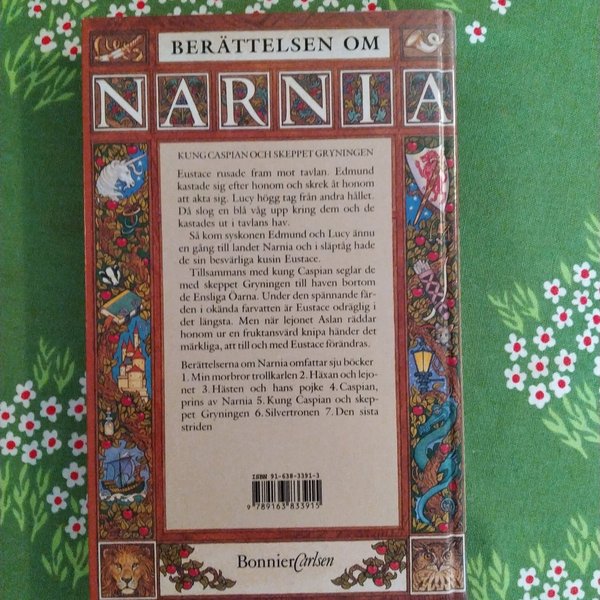 BERÄTTELSEN OM
NARNIA
KUNG CASPIAN OCH SKEPPET GRYNINGEN
Eustace rusade fram mot tavlan. Edmund
kastade sig efter honom och skrek åt honom
att akta sig. Lucy högg tag från andra hållet.
Då slog en blå våg upp kring dem och de
kastades ut i tavlans hav.
Så kom syskonen Edmund och Lucy ännu
en gång till landet Narnia och i släptåg hade
de sin besvärliga kusin Eustace.
Tillsammans med kung Caspian seglar de
med skeppet Gryningen till haven bortom
de Ensliga Öarna. Under den spännande fär-
den i okända farvatten är Eustace odräglig i
det längsta. Men när lejonet Aslan räddar
honom ur en fruktansvärd knipa händer det
märkliga, att till och med Eustace förändras.
Berättelserna om Narnia omfattar sju böcker
1. Min morbror trollkarlen 2. Häxan och lejo-
net 3. Hästen och hans pojke 4. Caspian,
prins av Narnia 5. Kung Caspian och skep-
pet Gryningen 6. Silvertronen 7. Den sista
striden
ISBN 91-638-3391-3
9 789163 833915
BonnierCarlsen